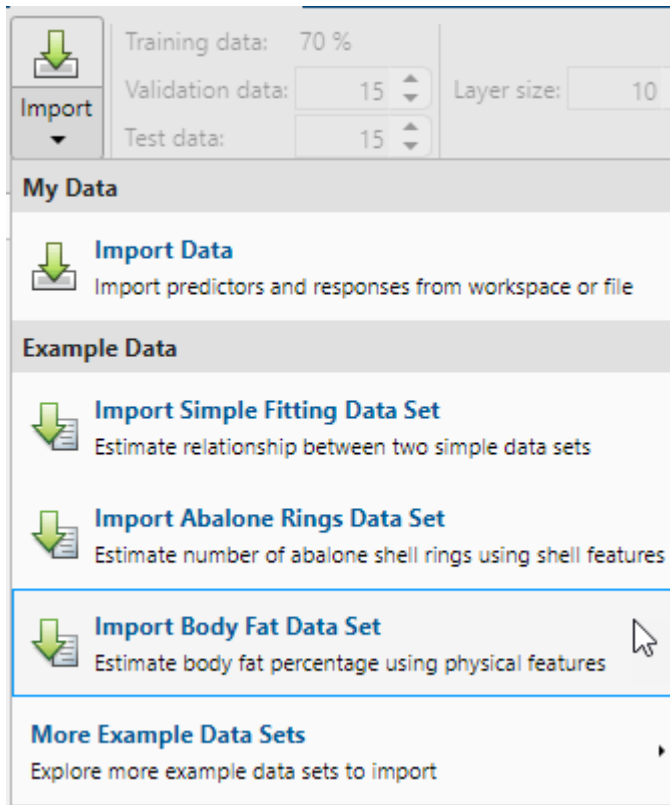 Import
Training data: 70 %
Validation data: 15
Test data: 15
Layer size: 10
My Data
Import Data
Import predictors and responses from workspace or file
Example Data
Import Simple Fitting Data Set
Estimate relationship between two simple data sets
Import Abalone Rings Data Set
Estimate number of abalone shell rings using shell features
Import Body Fat Data Set
Estimate body fat percentage using physical features
More Example Data Sets
Explore more example data sets to import